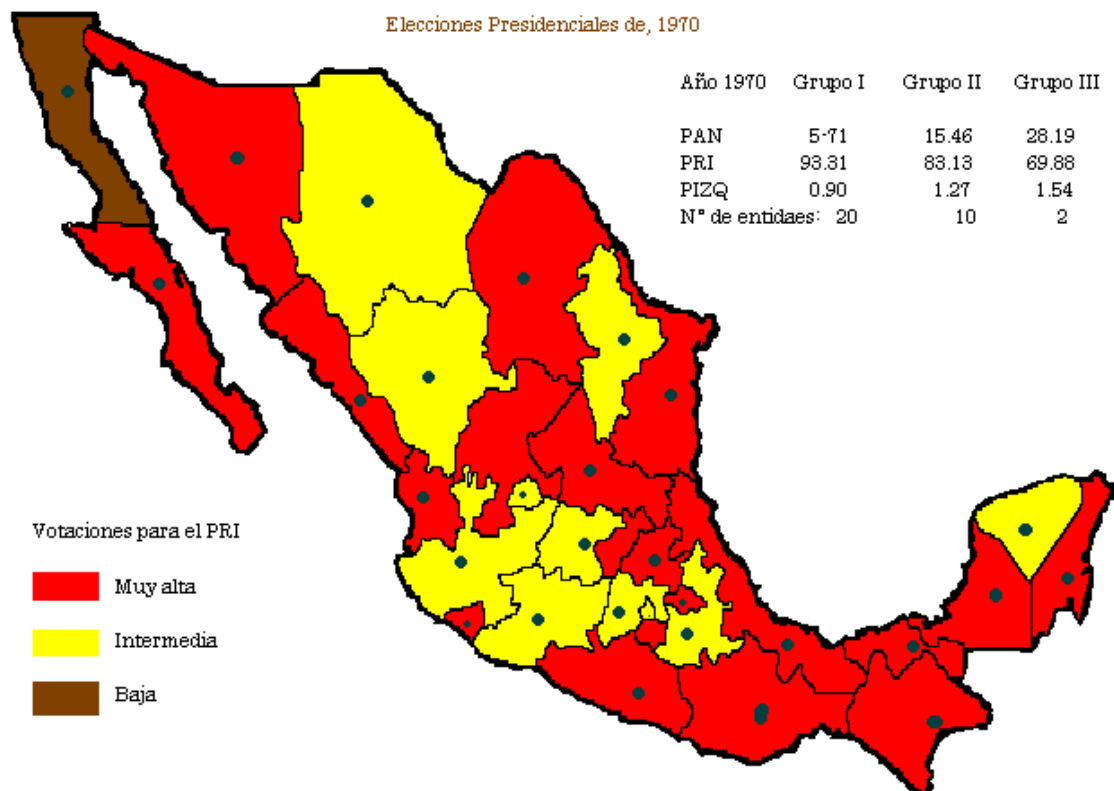 Elecciones Presidenciales de, 1970
Año 1970 Grupo I Grupo II Grupo III
PAN 5-71 15.46 28.19
PRI 93.31 83.13 69.88
PIZQ 0.90 1.27 1.54
N° de entidaes: 20 10 2
Votaciones para el PRI
Muy alta
Intermedia
Baja